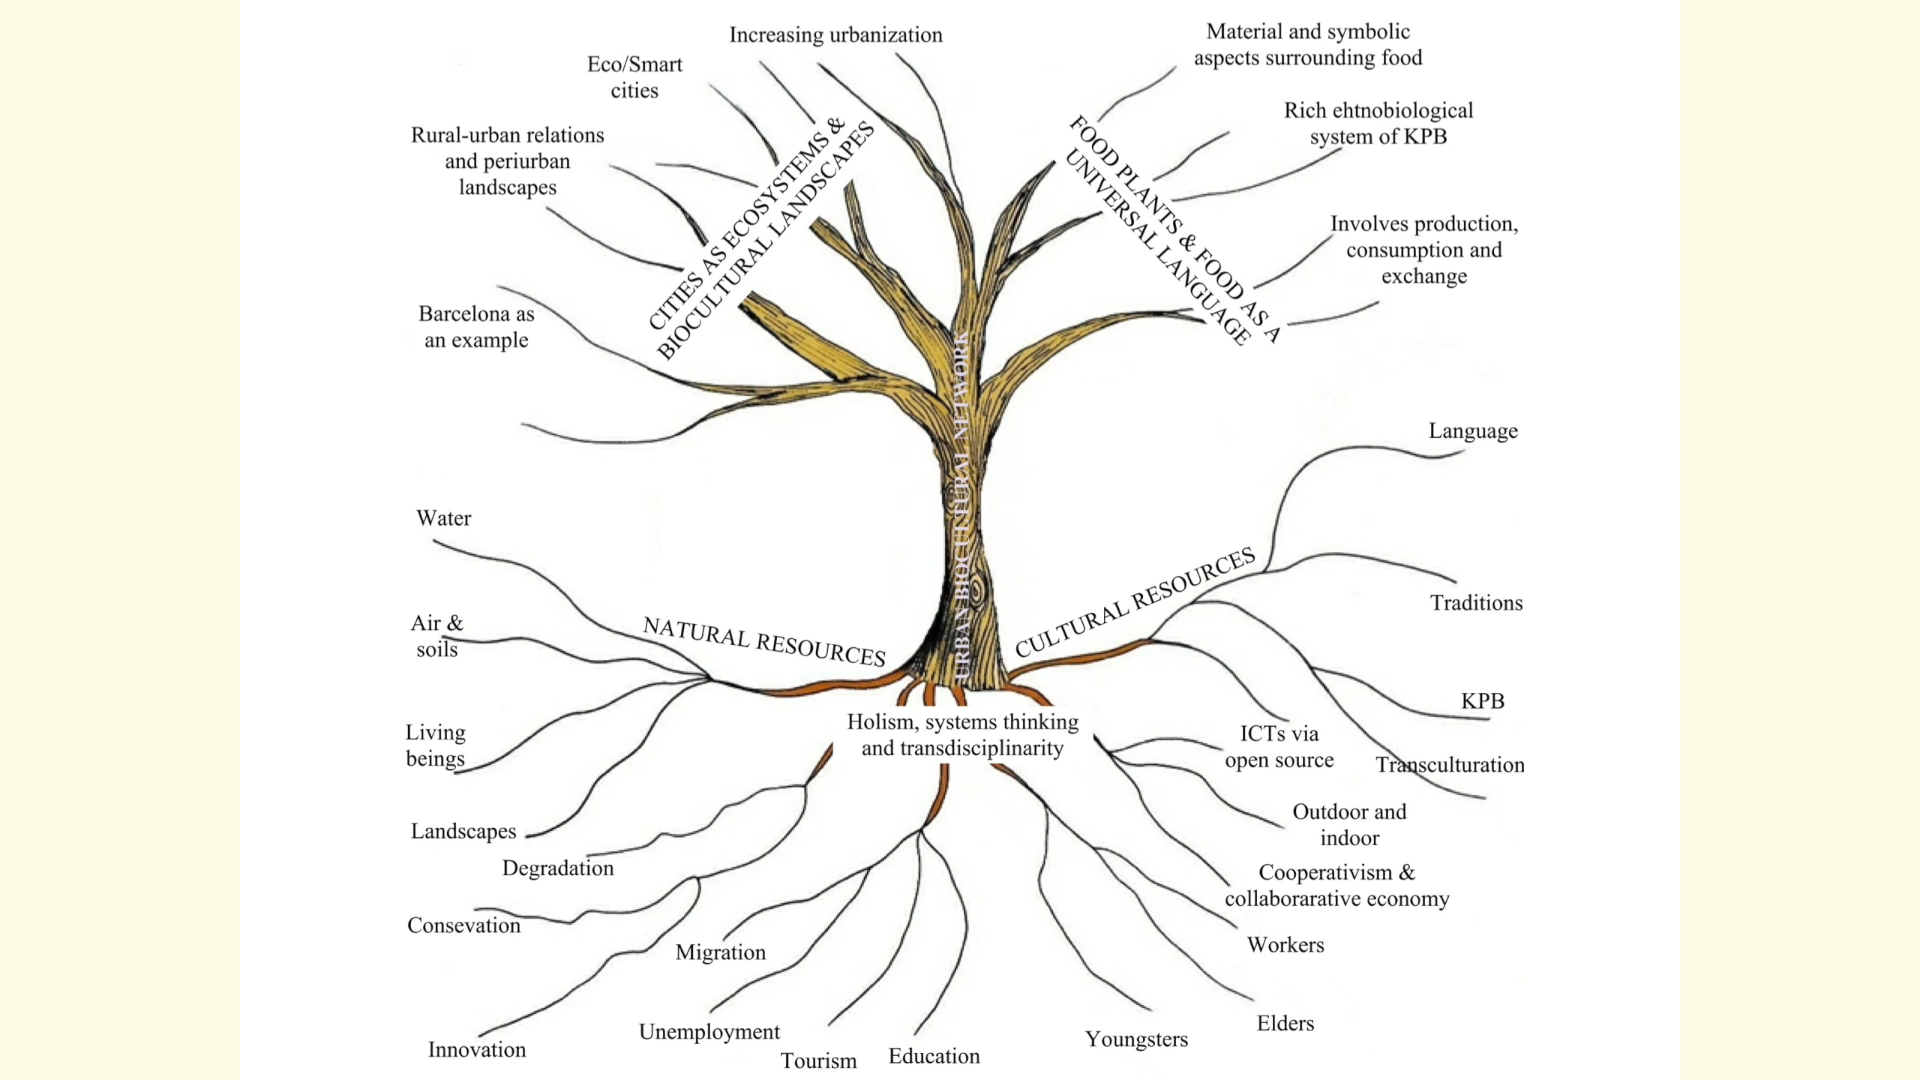 Increasing urbanization
Material and symbolic
aspects surrounding food
Eco/Smart
cities
Rich ehtnobiological
system of KPB
Rural-urban relations
and periurban
landscapes
CITIES AS ECOSYSTEMS &
BIOCULTURAL LANDSCAPES
FOOD PLANTS & FOOD AS A
UNIVERSAL LANGUAGE
Involves production,
consumption and
exchange
Barcelona as
an example
URBAN BIOCULTURAL NETWORK
Language
Water
Traditions
Air &
soils
NATURAL RESOURCES
CULTURAL RESOURCES
KPB
Living
beings
Holism, systems thinking
and transdisciplinarity
ICTs via
open source
Transculturation
Landscapes
Outdoor and
indoor
Degradation
Cooperativism &
collaborarative economy
Consevation
Migration
Workers
Innovation
Unemployment
Tourism
Education
Youngsters
Elders